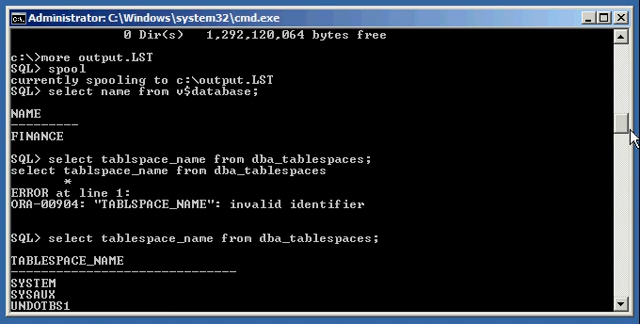 Administrator: C:\Windows\system32\cmd.exe
0 Dir(s) 1,292,120,064 bytes free
c:\>more output.LST
SQL> spool
currently spooling to c:\output.LST
SQL> select name from v$database;
NAME
---------
FINANCE
SQL> select tablspace_name from dba_tablespaces;
select tablspace_name from dba_tablespaces
*
ERROR at line 1:
ORA-00904: "TABLSPACE_NAME": invalid identifier
SQL> select tablespace_name from dba_tablespaces;
TABLESPACE_NAME
------------------------------
SYSTEM
SYSAUX
UNDOTBS1